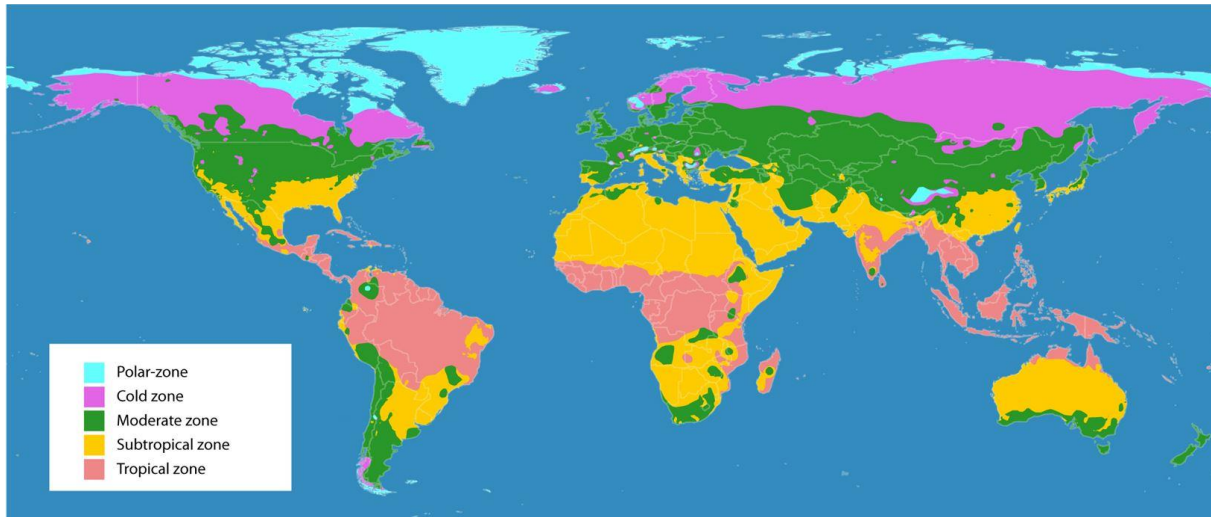 Polar-zone
Cold zone
Moderate zone
Subtropical zone
Tropical zone